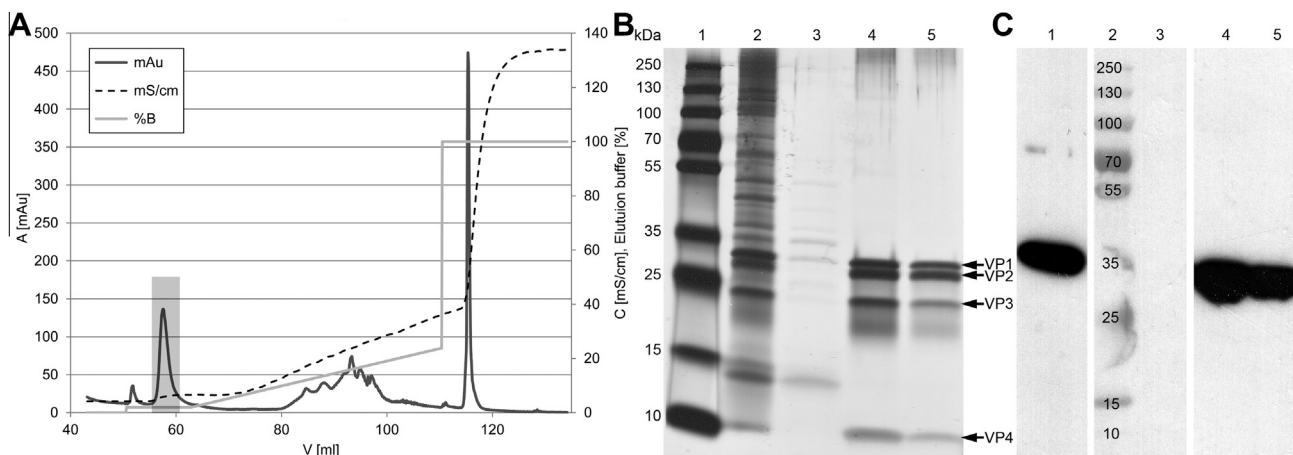 A
500
450
400
350
300
250
200
150
100
50
0
A [mAu]
mAu
mS/cm
%B
140
120
100
80
60
40
20
0
C [mS/cm], Elutuion buffer [%]
40 60 80 100 120
V [ml]
B
kDa 1 2 3 4 5
250
130
100
70
55
35
25
15
10
VP1
VP2
VP3
VP4
C
1 2 3 4 5
250
130
100
70
55
35
25
15
10